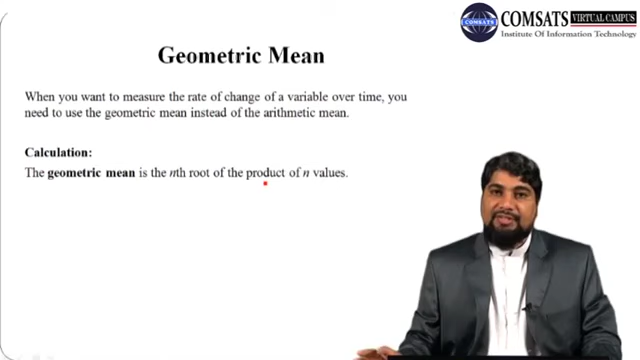 COMSATS VIRTUAL CAMPUS
COMSATS
Institute Of Information Technology
Geometric Mean
When you want to measure the rate of change of a variable over time, you
need to use the geometric mean instead of the arithmetic mean.
Calculation:
The geometric mean is the nth root of the product of n values.